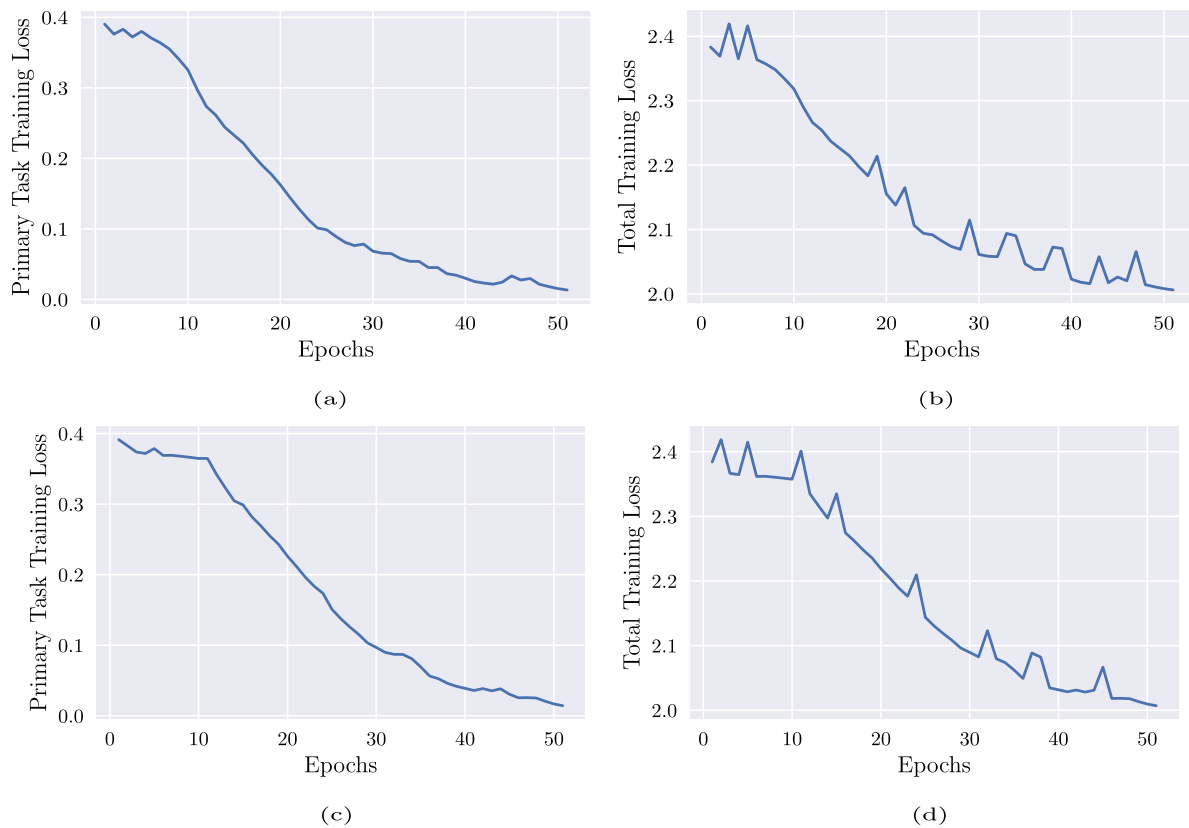 Primary Task Training Loss
0.4
0.3
0.2
0.1
0.0
0 10 20 30 40 50
Epochs
(a)
Total Training Loss
2.4
2.3
2.2
2.1
2.0
0 10 20 30 40 50
Epochs
(b)
Primary Task Training Loss
0.4
0.3
0.2
0.1
0.0
0 10 20 30 40 50
Epochs
(c)
Total Training Loss
2.4
2.3
2.2
2.1
2.0
0 10 20 30 40 50
Epochs
(d)